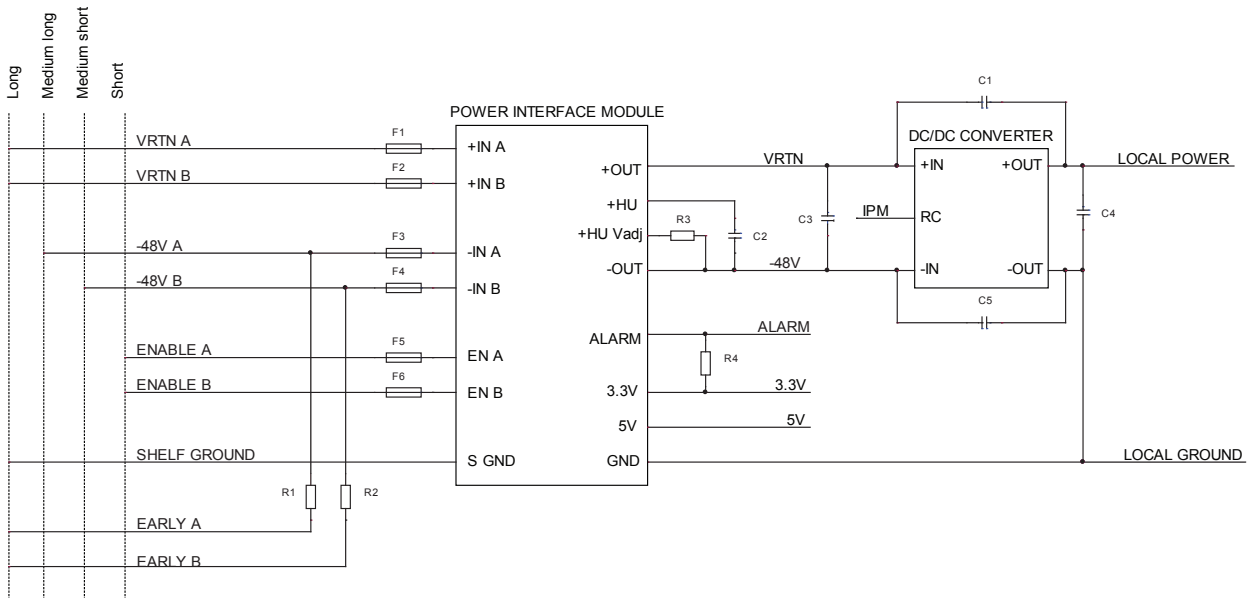 Long
Medium long
Medium short
Short
POWER INTERFACE MODULE
DC/DC CONVERTER
C1
VRTN A
F1
+IN A
VRTN B
F2
+IN B
+OUT
VRTN
+IN
+OUT
LOCAL POWER
+HU
IPM
RC
C3
C4
R3
+HU Vadj
C2
-48V A
F3
-IN A
-OUT
-48V
-IN
-OUT
-48V B
F4
-IN B
C5
ALARM
ALARM
ENABLE A
F5
EN A
R4
ENABLE B
F6
EN B
3.3V
3.3V
5V
5V
SHELF GROUND
S GND
GND
LOCAL GROUND
R1
R2
EARLY A
EARLY B